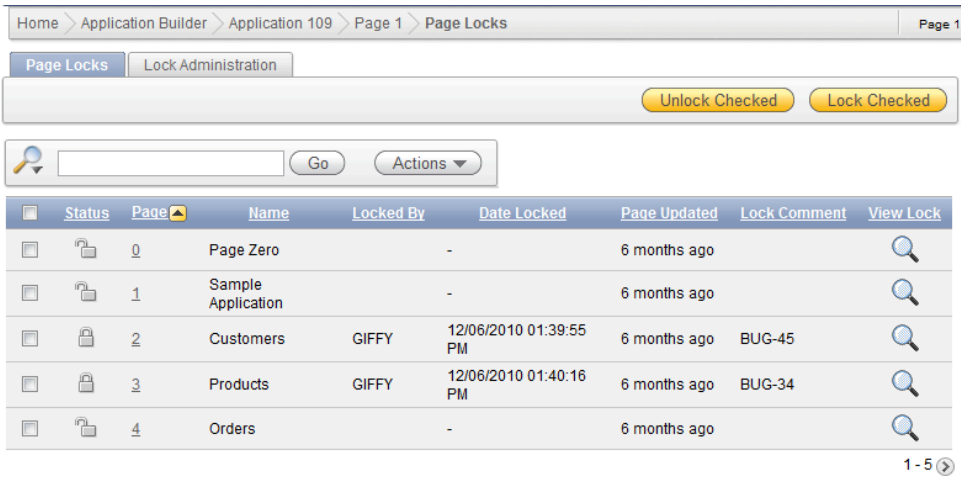 Home Application Builder Application 109 Page 1 Page Locks Page 1
Page Locks Lock Administration
Unlock Checked Lock Checked
Go Actions
Status Page Name Locked By Date Locked Page Updated Lock Comment View Lock
0 Page Zero - 6 months ago
1 Sample Application - 6 months ago
2 Customers GIFFY 12/06/2010 01:39:55 PM 6 months ago BUG-45
3 Products GIFFY 12/06/2010 01:40:16 PM 6 months ago BUG-34
4 Orders - 6 months ago
1 - 5